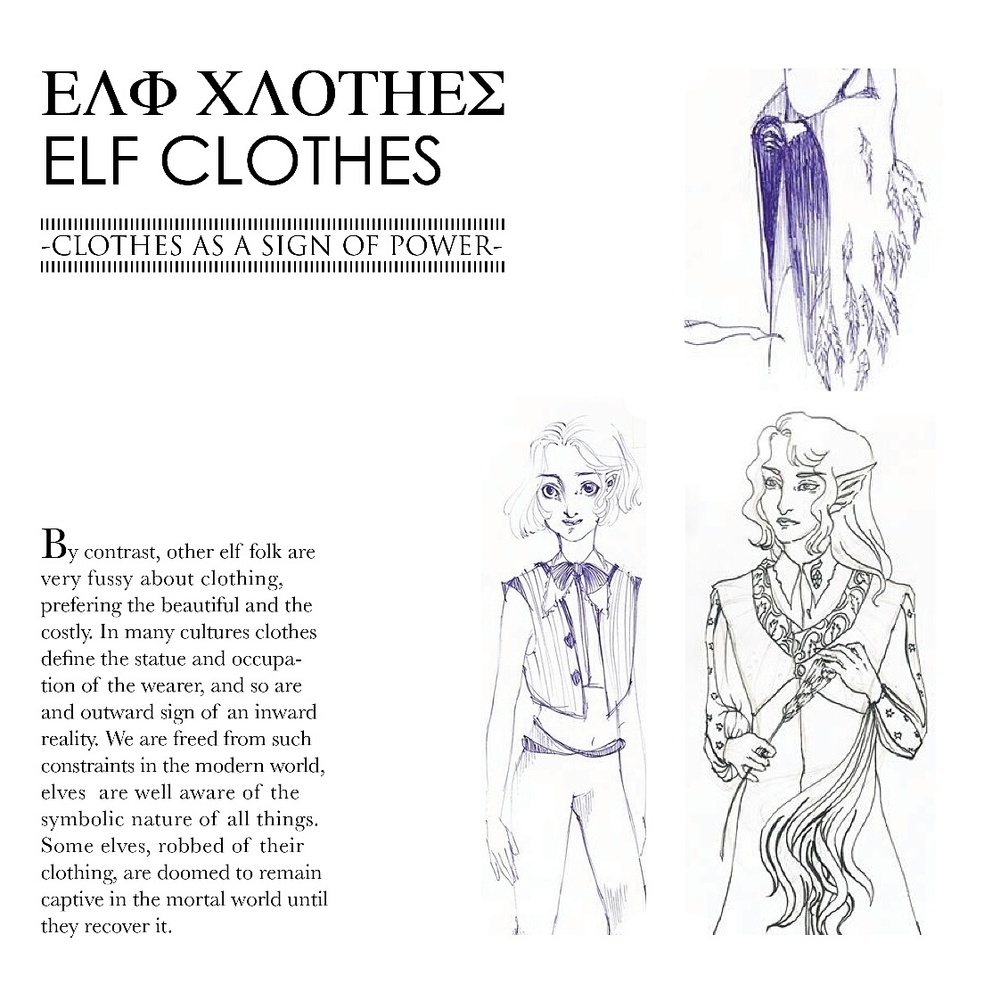 ΕΛΦ ΧΛΟΤΗΕΣ
ELF CLOTHES
-CLOTHES AS A SIGN OF POWER-
By contrast, other elf folk are
very fussy about clothing,
prefering the beautiful and the
costly. In many cultures clothes
define the statue and occupa-
tion of the wearer, and so are
and outward sign of an inward
reality. We are freed from such
constraints in the modern world,
elves are well aware of the
symbolic nature of all things.
Some elves, robbed of their
clothing, are doomed to remain
captive in the mortal world until
they recover it.